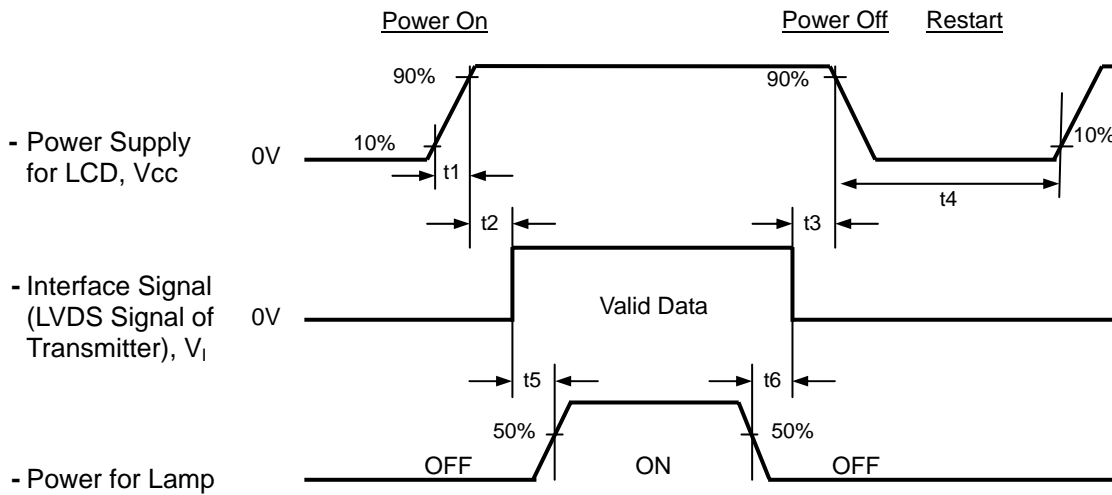 Power On
Power Off
Restart
90%
90%
- Power Supply for LCD, Vcc
0V
10%
10%
t1
t4
t2
t3
- Interface Signal (LVDS Signal of Transmitter), VI
0V
Valid Data
t5
t6
50%
50%
- Power for Lamp
OFF
ON
OFF